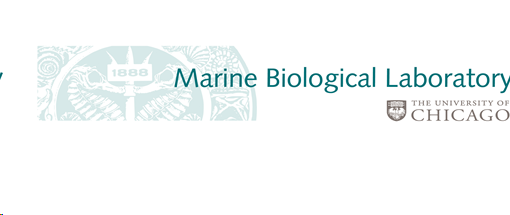 1888
Marine Biological Laboratory
THE UNIVERSITY OF
CHICAGO